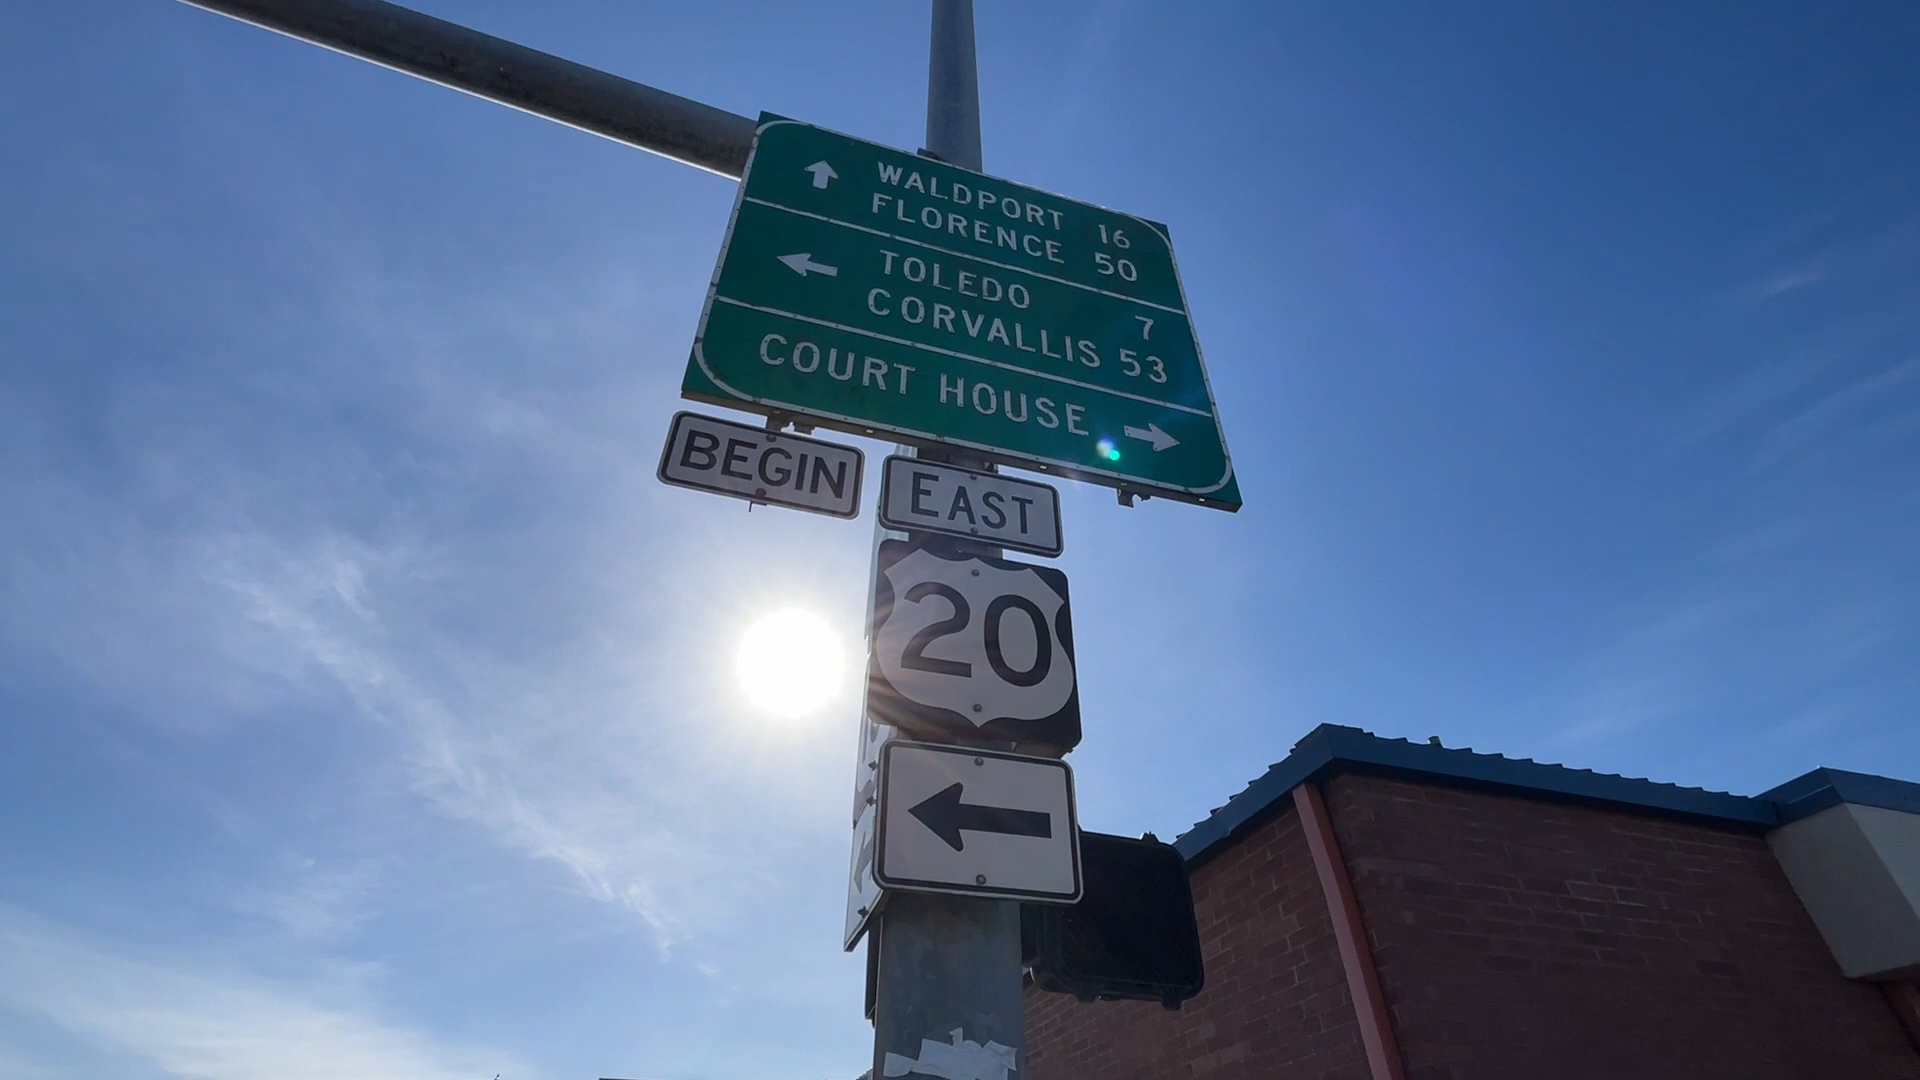 WALDPORT 16
FLORENCE 50
TOLEDO 7
CORVALLIS 53
COURT HOUSE
BEGIN
EAST
20